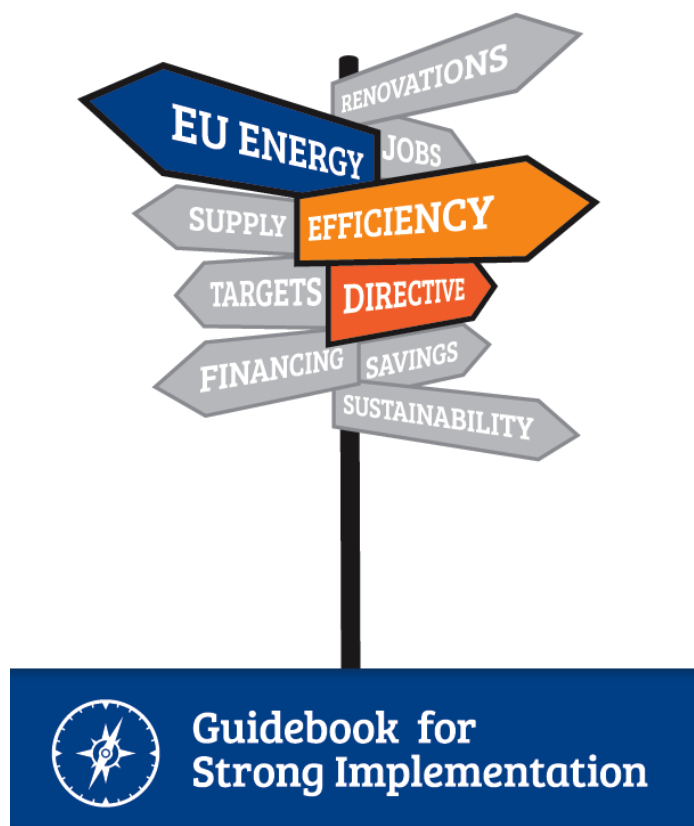 RENOVATIONS
EU ENERGY
JOBS
SUPPLY
EFFICIENCY
TARGETS
DIRECTIVE
FINANCING
SAVINGS
SUSTAINABILITY
Guidebook for
Strong Implementation